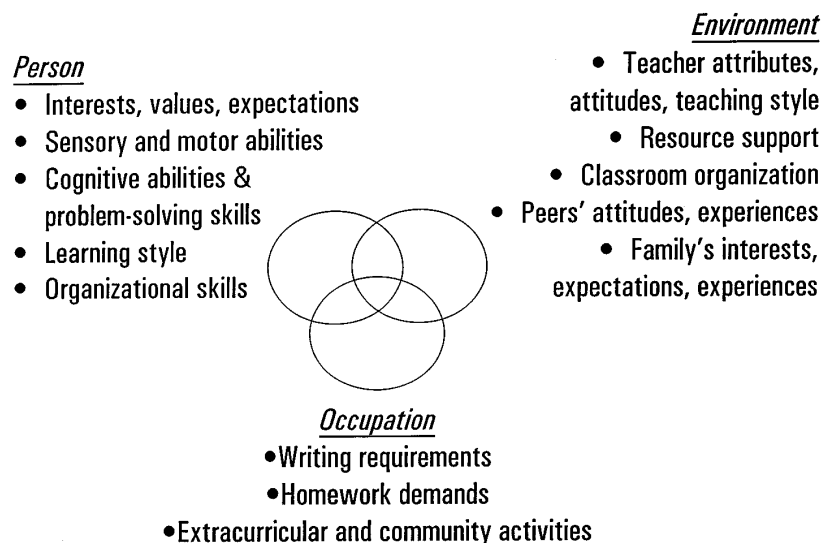 Person
• Interests, values, expectations
• Sensory and motor abilities
• Cognitive abilities &
problem-solving skills
• Learning style
• Organizational skills
Environment
• Teacher attributes,
attitudes, teaching style
• Resource support
• Classroom organization
• Peers' attitudes, experiences
• Family's interests,
expectations, experiences
Occupation
•Writing requirements
•Homework demands
•Extracurricular and community activities